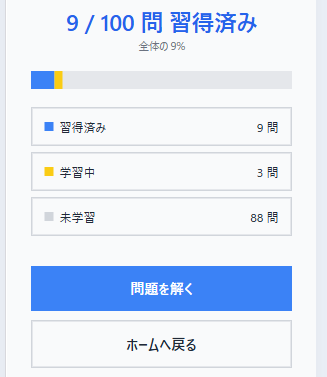 9 / 100 問 習得済み
全体の 9%
習得済み 9 問
学習中 3 問
未学習 88 問
問題を解く
ホームへ戻る